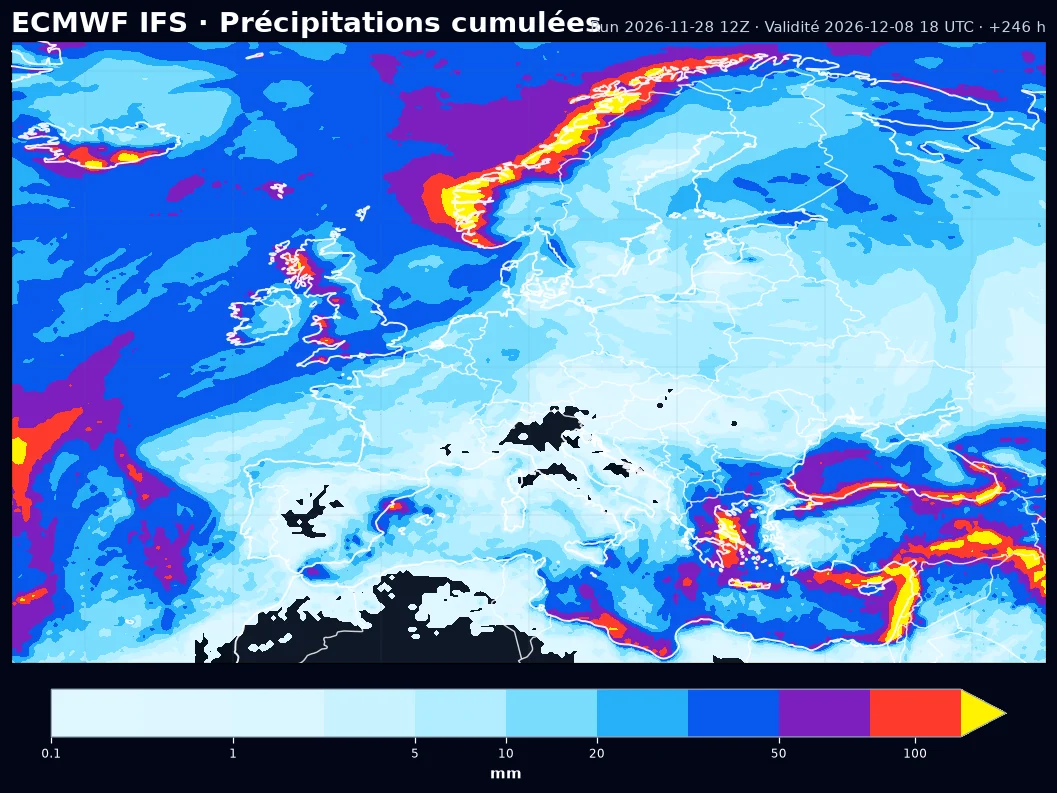 ECMWF IFS · Précipitations cumulées
Run 2026-11-28 12Z · Validité 2026-12-08 18 UTC · +246 h
0.1 1 5 10 20 50 100
mm